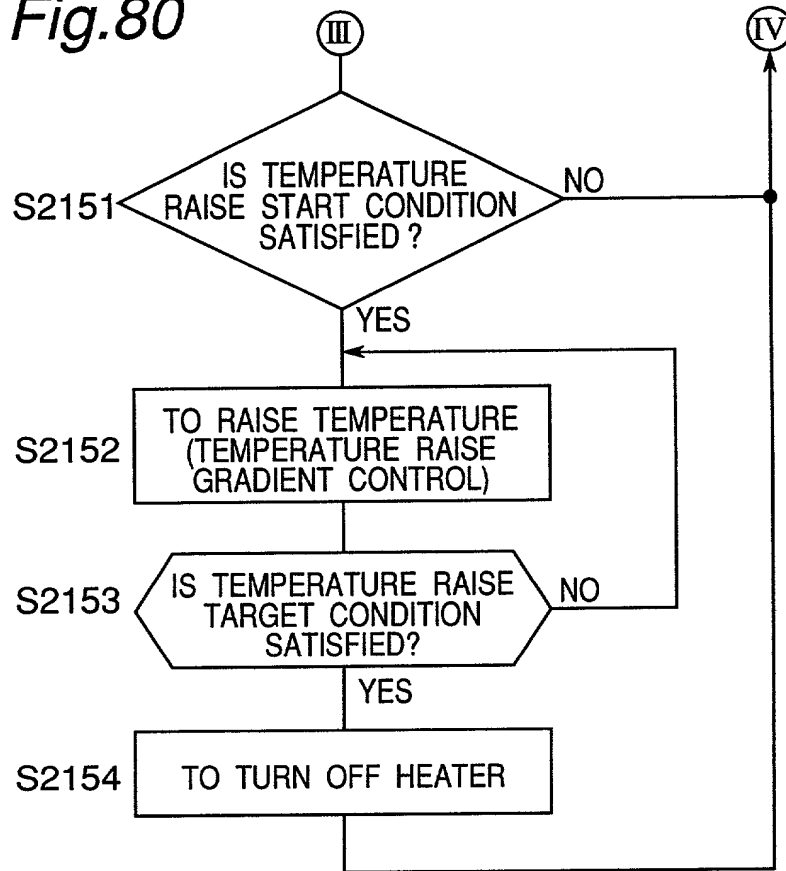 Fig.80
III
IV
S2151
IS TEMPERATURE
RAISE START CONDITION
SATISFIED?
NO
YES
S2152
TO RAISE TEMPERATURE
(TEMPERATURE RAISE
GRADIENT CONTROL)
S2153
IS TEMPERATURE RAISE
TARGET CONDITION
SATISFIED?
NO
YES
S2154
TO TURN OFF HEATER